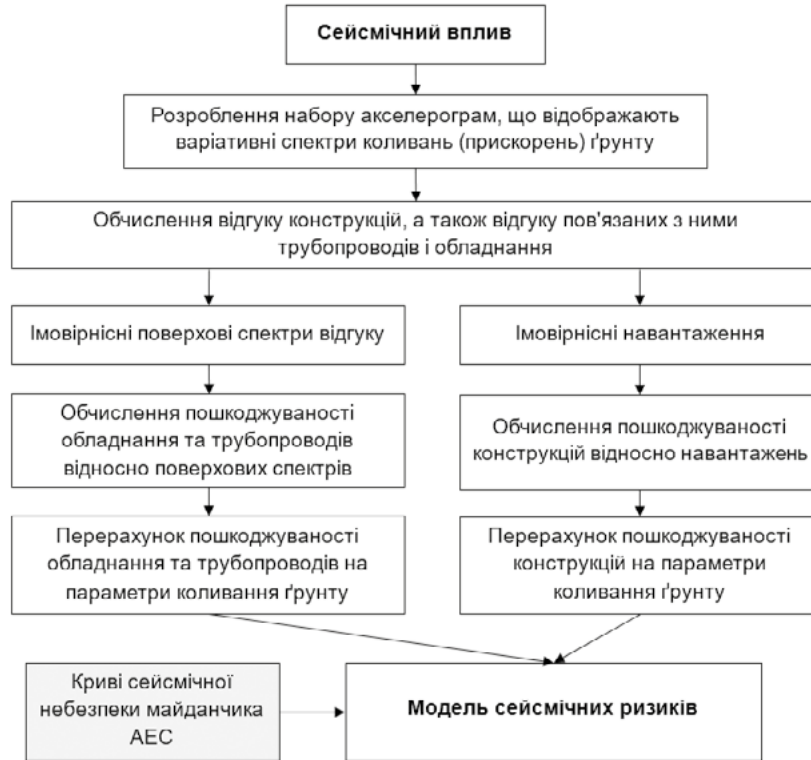 Сейсмічний вплив
Розроблення набору акселерограм, що відображають
варіативні спектри коливань (прискорень) ґрунту
Обчислення відгуку конструкцій, а також відгуку пов'язаних з ними
трубопроводів і обладнання
Імовірнісні поверхові спектри відгуку
Імовірнісні навантаження
Обчислення пошкоджуваності
обладнання та трубопроводів
відносно поверхових спектрів
Обчислення пошкоджуваності
конструкцій відносно навантажень
Перерахунок пошкоджуваності
обладнання та трубопроводів на
параметри коливання ґрунту
Перерахунок пошкоджуваності
конструкцій на параметри
коливання ґрунту
Криві сейсмічної
небезпеки майданчика
АЕС
Модель сейсмічних ризиків